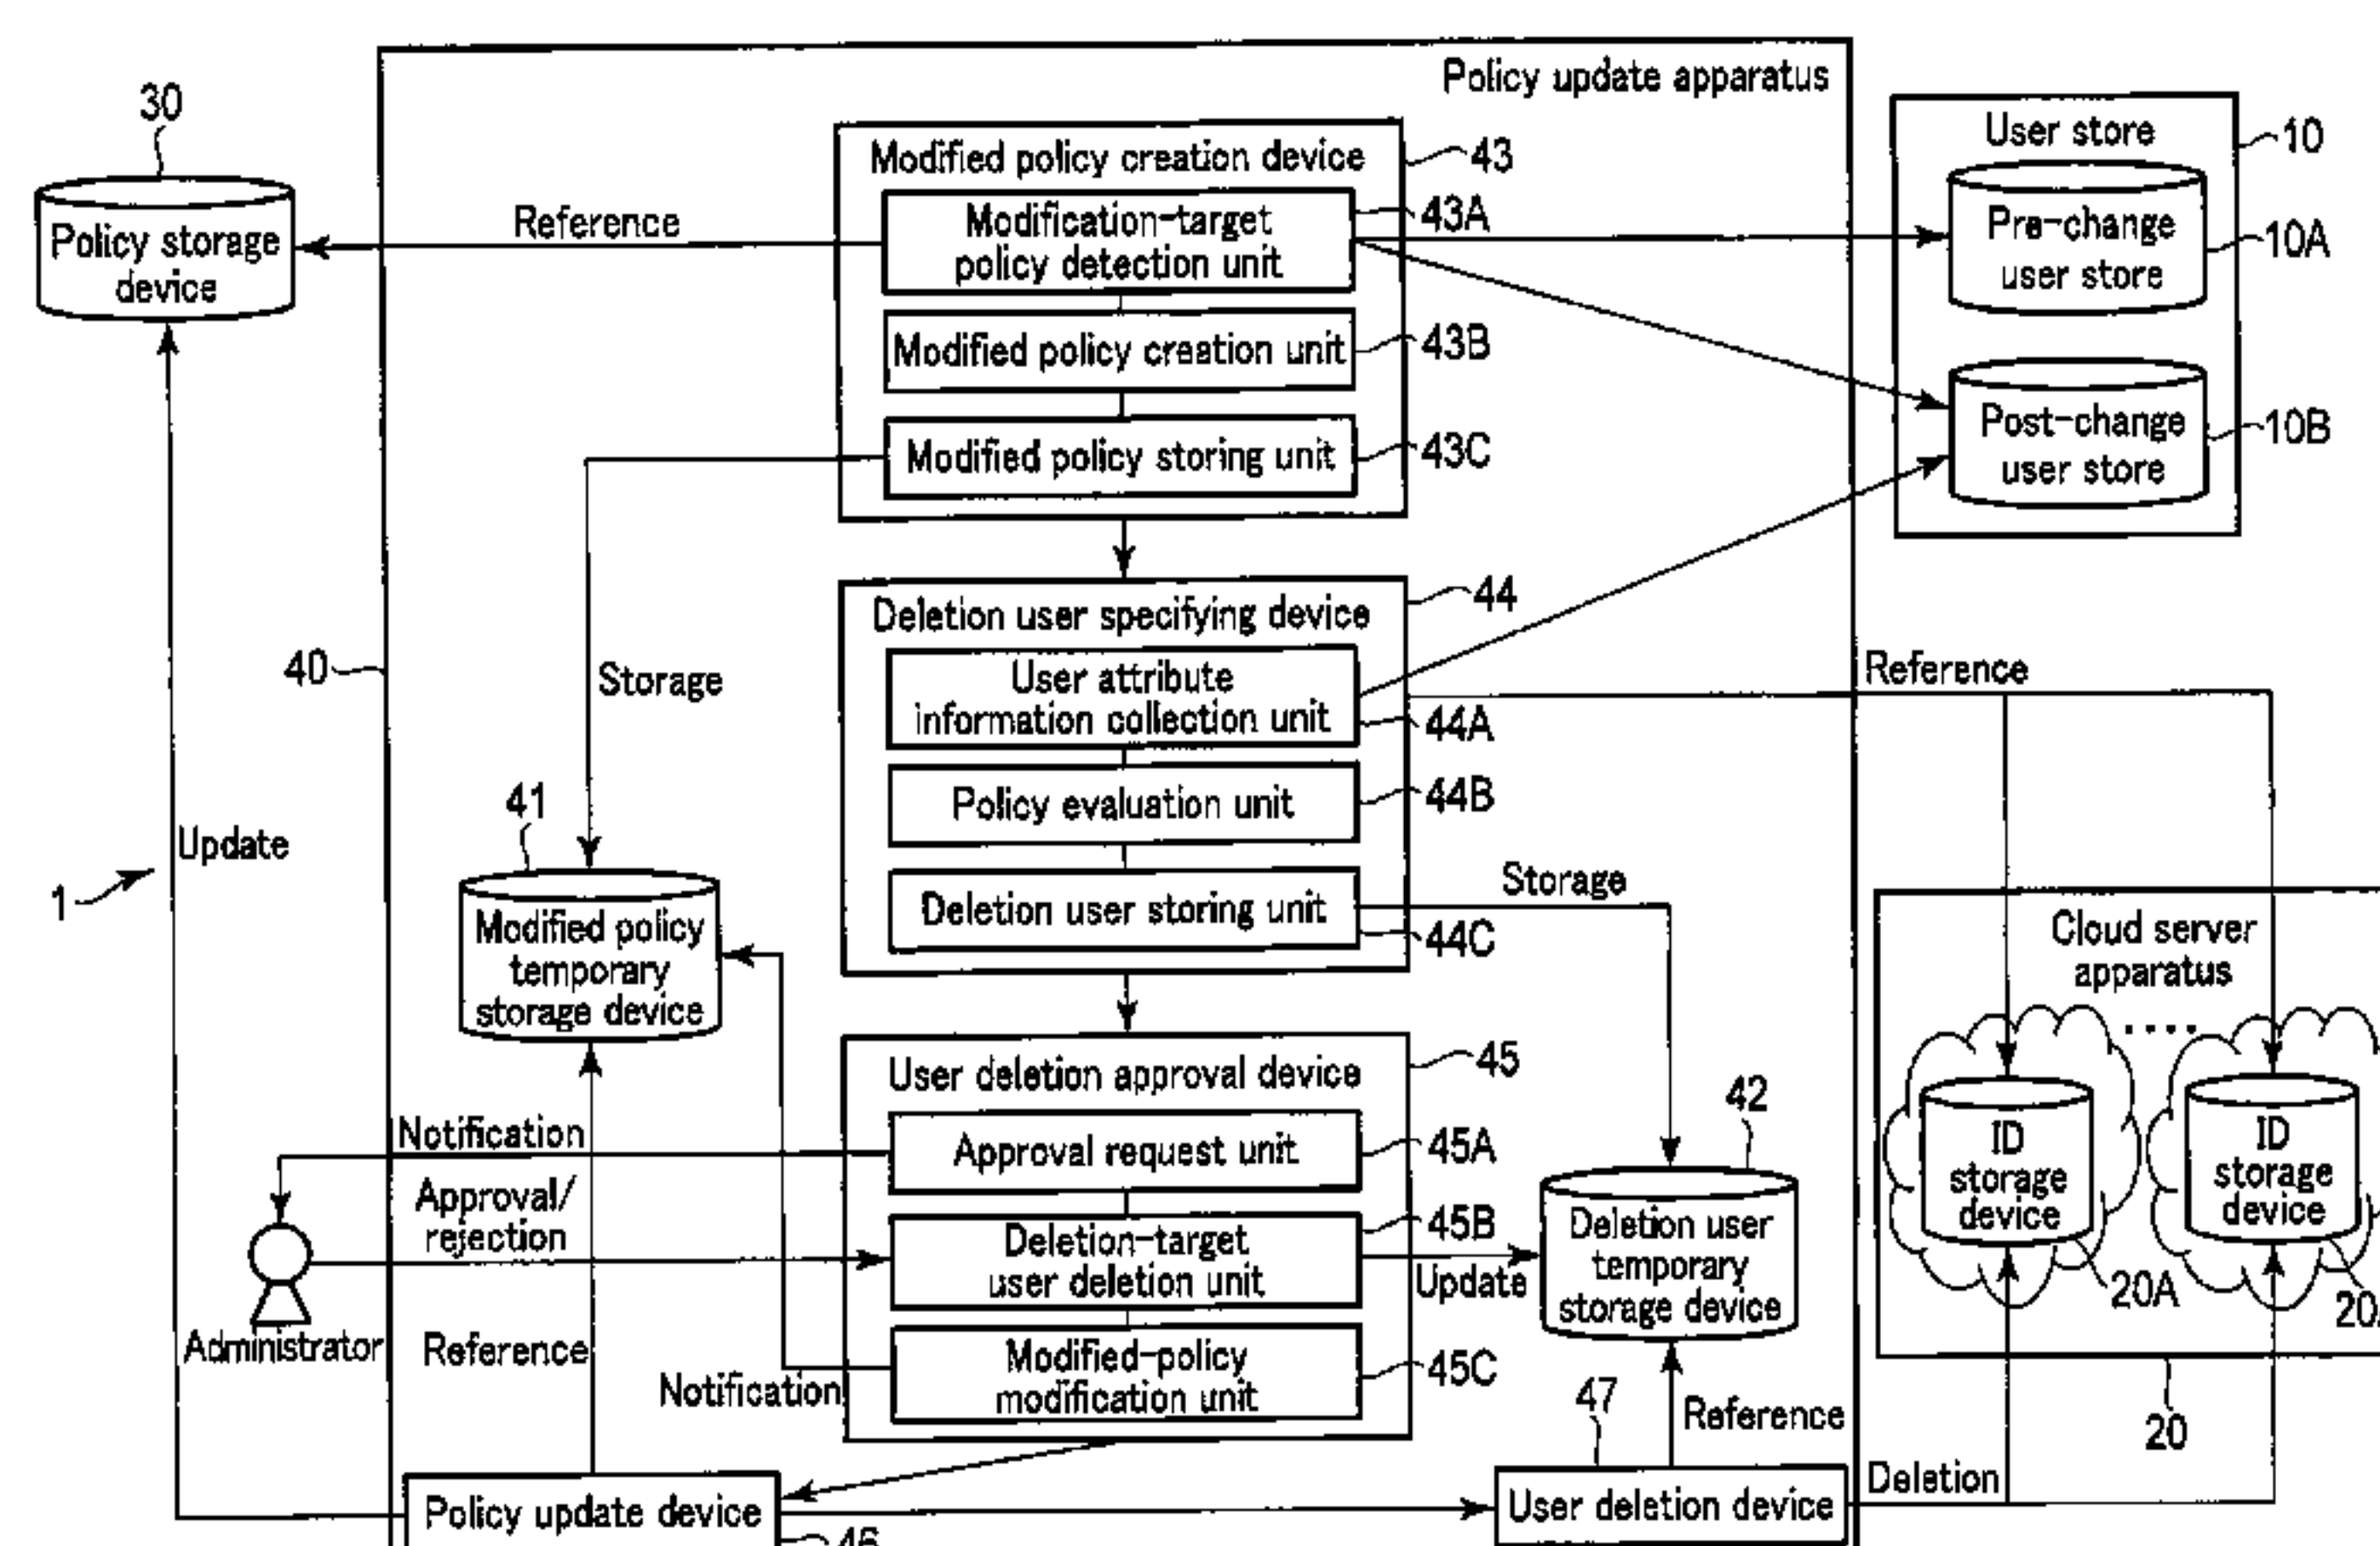 Policy update apparatus
30
Policy storage
device
Reference
Modified policy creation device
43
Modification-target
policy detection unit
43A
Modified policy creation unit
43B
Modified policy storing unit
43C
User store
10
Pre-change
user store
10A
Post-change
user store
10B
Deletion user specifying device
44
User attribute
information collection unit
44A
Policy evaluation unit
44B
Deletion user storing unit
44C
40
Storage
Reference
Update
1
41
Modified policy
temporary
storage device
Storage
Cloud server
apparatus
ID
storage
device
20A
ID
storage
device
20
User deletion approval device
45
Approval request unit
45A
Deletion-target
user deletion unit
45B
Modified-policy
modification unit
45C
Notification
Approval/
rejection
Administrator
Reference
Notification
Update
42
Deletion user
temporary
storage device
47
Reference
Policy update device
46
User deletion device
Deletion